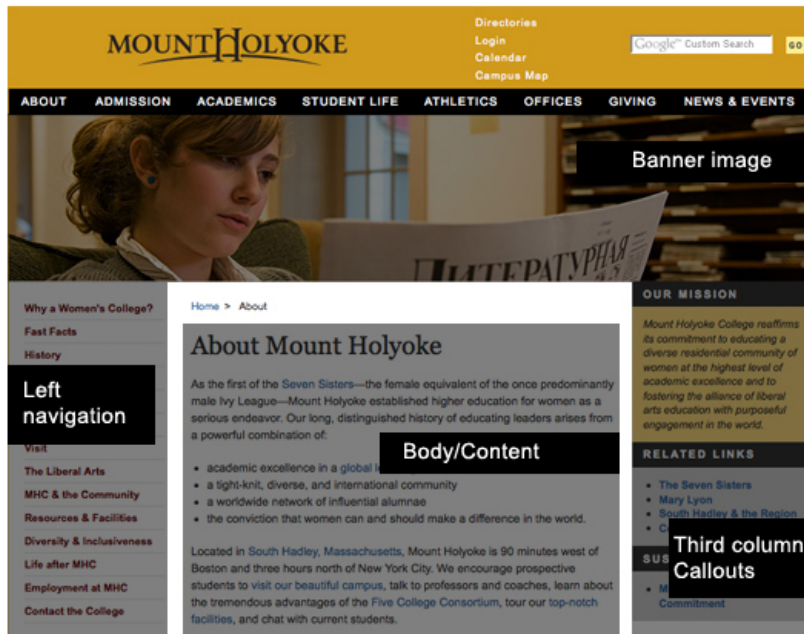 MOUNT HOLYOKE
Directories
Login
Calendar
Campus Map
Google™ Custom Search
GO
ABOUT ADMISSION ACADEMICS STUDENT LIFE ATHLETICS OFFICES GIVING NEWS & EVENTS
Banner image
ЛИТЕРАТУРНАЯ
Why a Women's College?
Fast Facts
History
Left
navigation
Visit
The Liberal Arts
MHC & the Community
Resources & Facilities
Diversity & Inclusiveness
Life after MHC
Employment at MHC
Contact the College
Home > About
About Mount Holyoke
As the first of the Seven Sisters—the female equivalent of the once predominantly
male Ivy League—Mount Holyoke established higher education for women as a
serious endeavor. Our long, distinguished history of educating leaders arises from
a powerful combination of:
Body/Content
• academic excellence in a global
• a tight-knit, diverse, and international community
• a worldwide network of influential alumnae
• the conviction that women can and should make a difference in the world.
Located in South Hadley, Massachusetts, Mount Holyoke is 90 minutes west of
Boston and three hours north of New York City. We encourage prospective
students to visit our beautiful campus, talk to professors and coaches, learn about
the tremendous advantages of the Five College Consortium, tour our top-notch
facilities, and chat with current students.
OUR MISSION
Mount Holyoke College reaffirms
its commitment to educating a
diverse residential community of
women at the highest level of
academic excellence and to
fostering the alliance of liberal
arts education with purposeful
engagement in the world.
RELATED LINKS
• The Seven Sisters
• Mary Lyon
• South Hadley & the Region
Third column
Callouts
SUS
Commitment